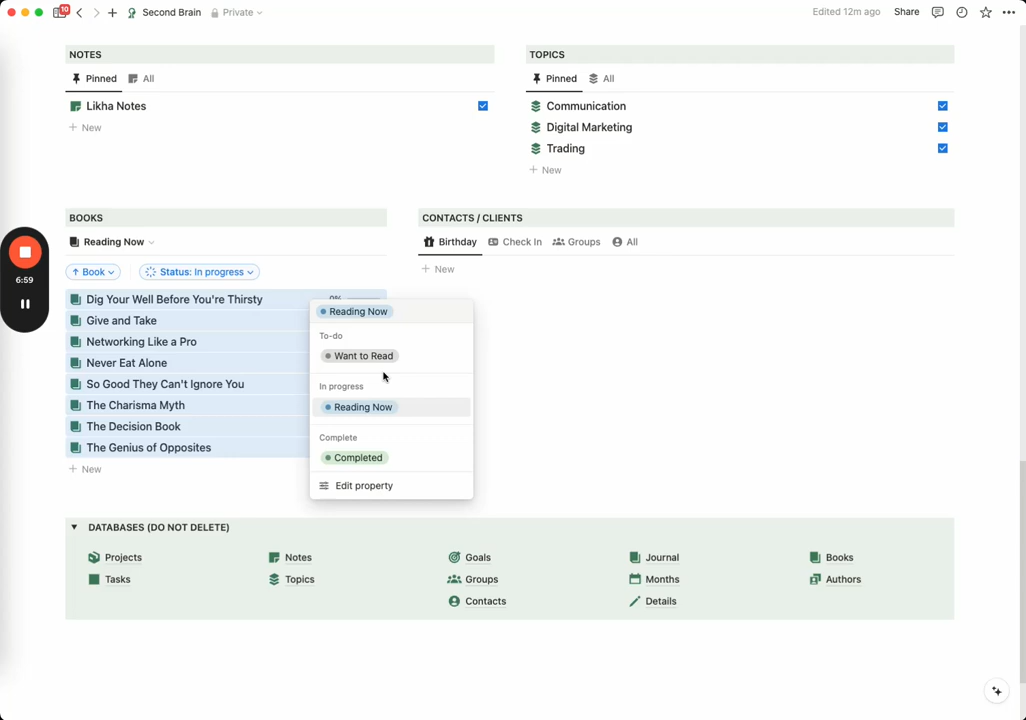 10
Second Brain
Private
Edited 12m ago
Share
NOTES
Pinned
All
Likha Notes
New
TOPICS
Pinned
All
Communication
Digital Marketing
Trading
New
6:59
BOOKS
Reading Now
Book
Status: In progress
Dig Your Well Before You're Thirsty
0%
Give and Take
Networking Like a Pro
Never Eat Alone
So Good They Can't Ignore You
The Charisma Myth
The Decision Book
The Genius of Opposites
New
Reading Now
To-do
Want to Read
In progress
Reading Now
Complete
Completed
Edit property
CONTACTS / CLIENTS
Birthday
Check In
Groups
All
New
DATABASES (DO NOT DELETE)
Projects
Notes
Goals
Journal
Books
Tasks
Topics
Groups
Months
Authors
Contacts
Details